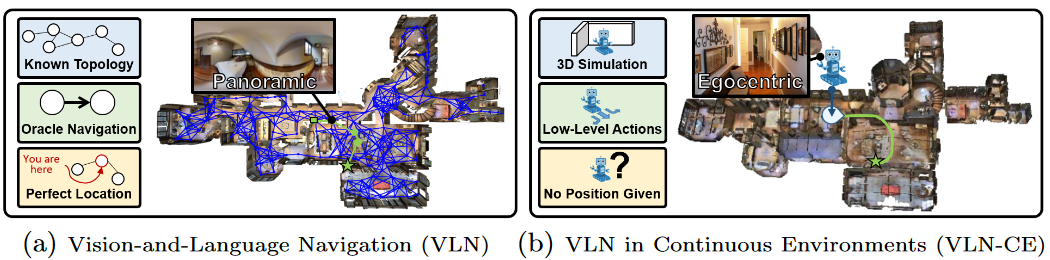 Known Topology
Oracle Navigation
You are
here
Perfect Location
Panoramic
3D Simulation
Low-Level Actions
?
No Position Given
Egocentric
(a) Vision-and-Language Navigation (VLN)
(b) VLN in Continuous Environments (VLN-CE)